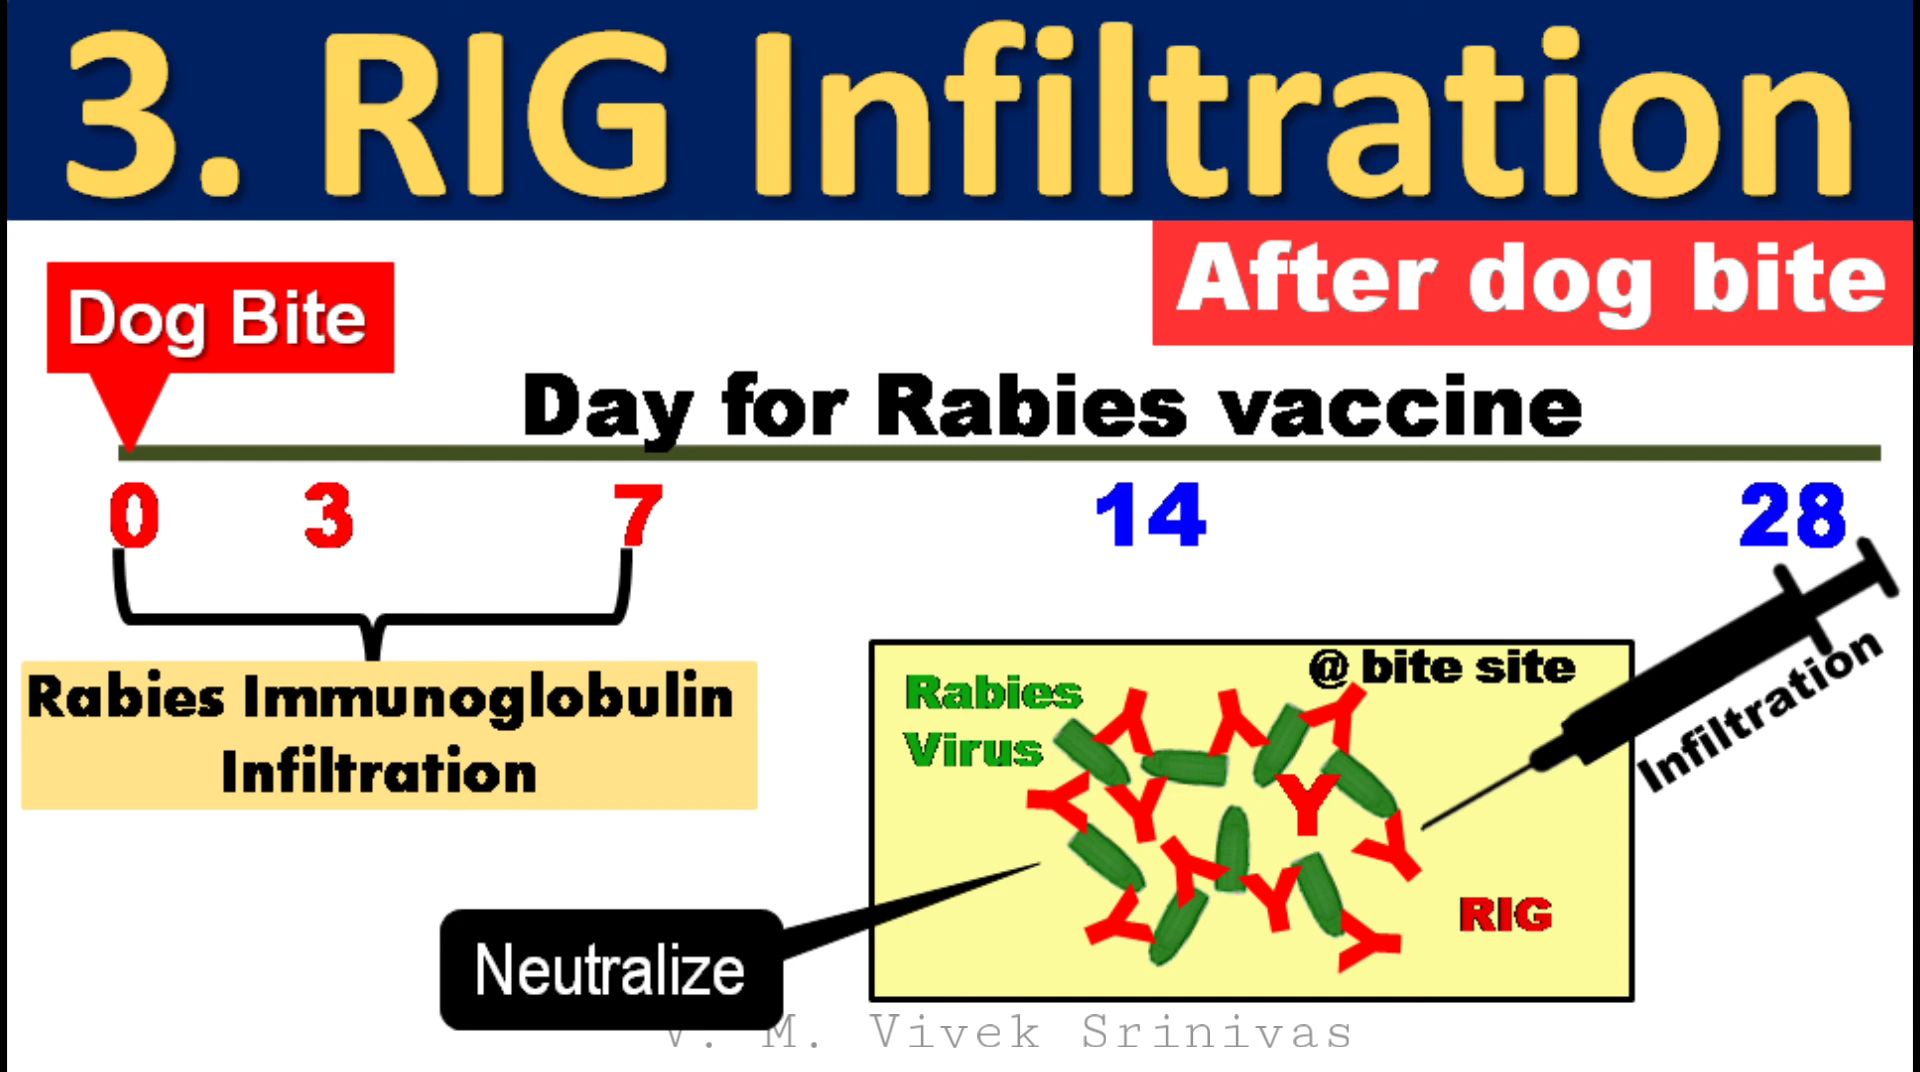 3. RIG Infiltration
After dog bite
Dog Bite
Day for Rabies vaccine
0 3 7 14 28
Rabies Immunoglobulin
Infiltration
@ bite site
Rabies
Virus
Infiltration
RIG
Neutralize
V. M. Vivek Srinivas